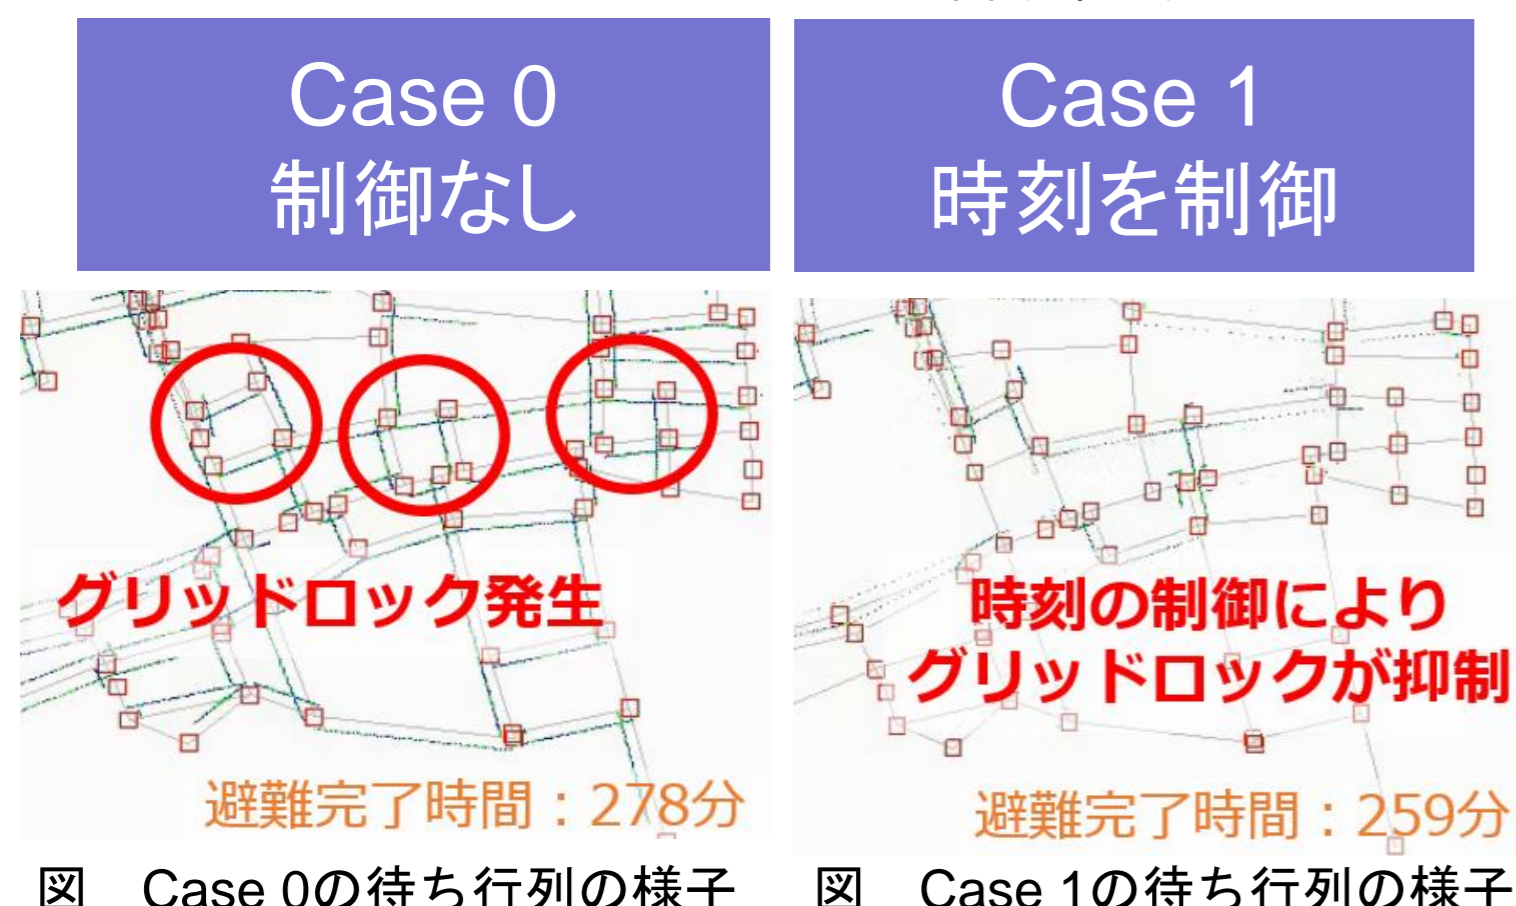 Case 0
制御なし
Case 1
時刻を制御
グリッドロック発生
避難完了時間：278分
時刻の制御により
グリッドロックが抑制
避難完了時間：259分
図　Case 0の待ち行列の様子
図　Case 1の待ち行列の様子